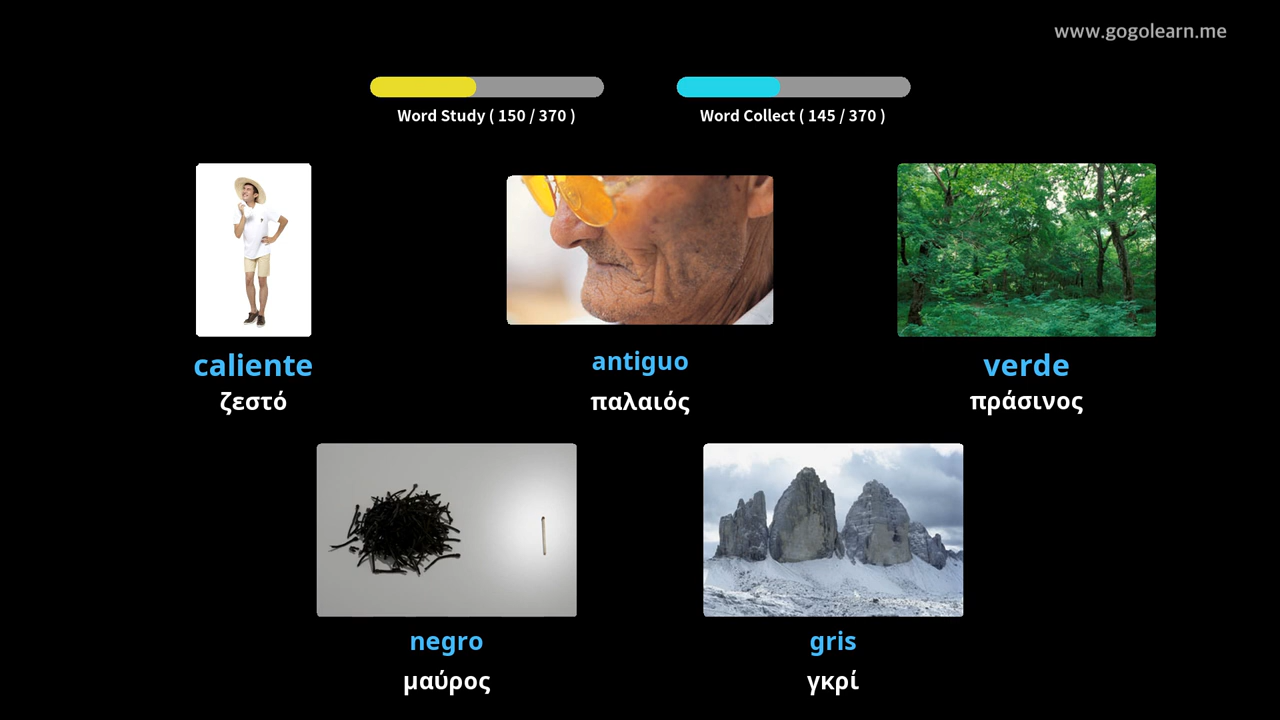 www.gogolearn.me
Word Study ( 150 / 370 )
Word Collect ( 145 / 370 )
caliente
ζεστό
antiguo
παλαιός
verde
πράσινος
negro
μαύρος
gris
γκρί